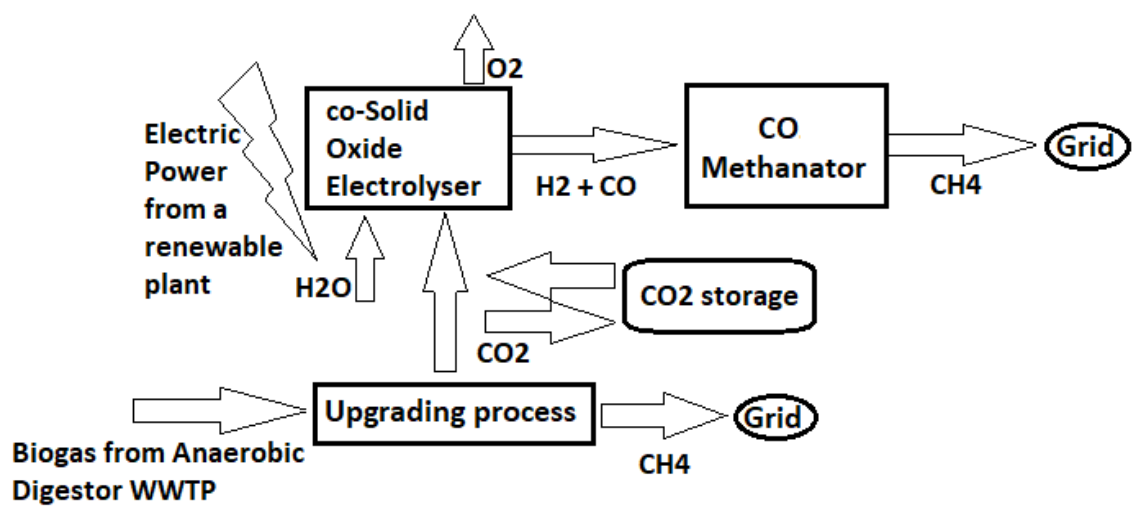 O2
co-Solid
Oxide
Electrolyser
Electric
Power
from a
renewable
plant
H2O
H2 + CO
CO
Methanator
CH4
Grid
CO2 storage
CO2
Upgrading process
CH4
Grid
Biogas from Anaerobic
Digestor WWTP